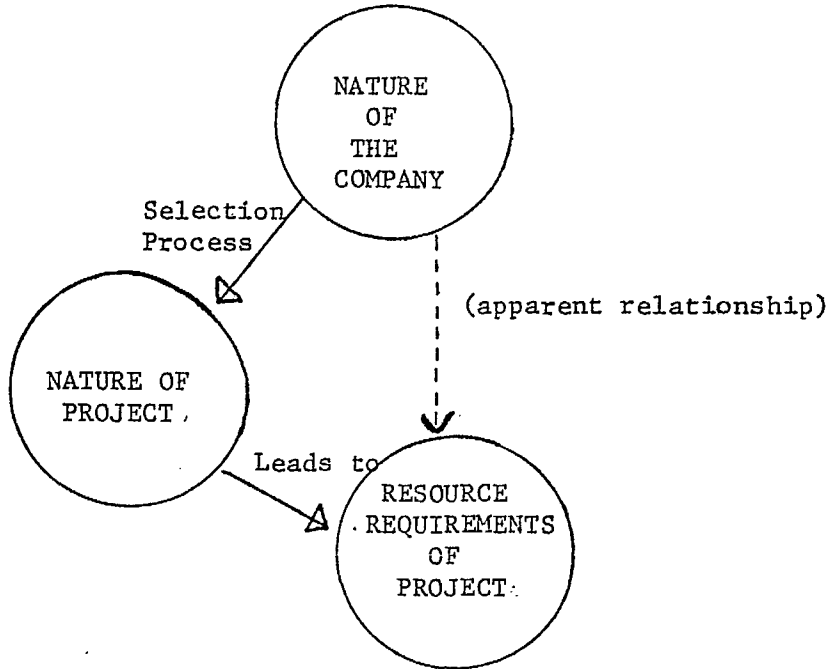 NATURE
OF
THE
COMPANY
Selection
Process
(apparent relationship)
NATURE OF
PROJECT
Leads to
RESOURCE
REQUIREMENTS
OF
PROJECT